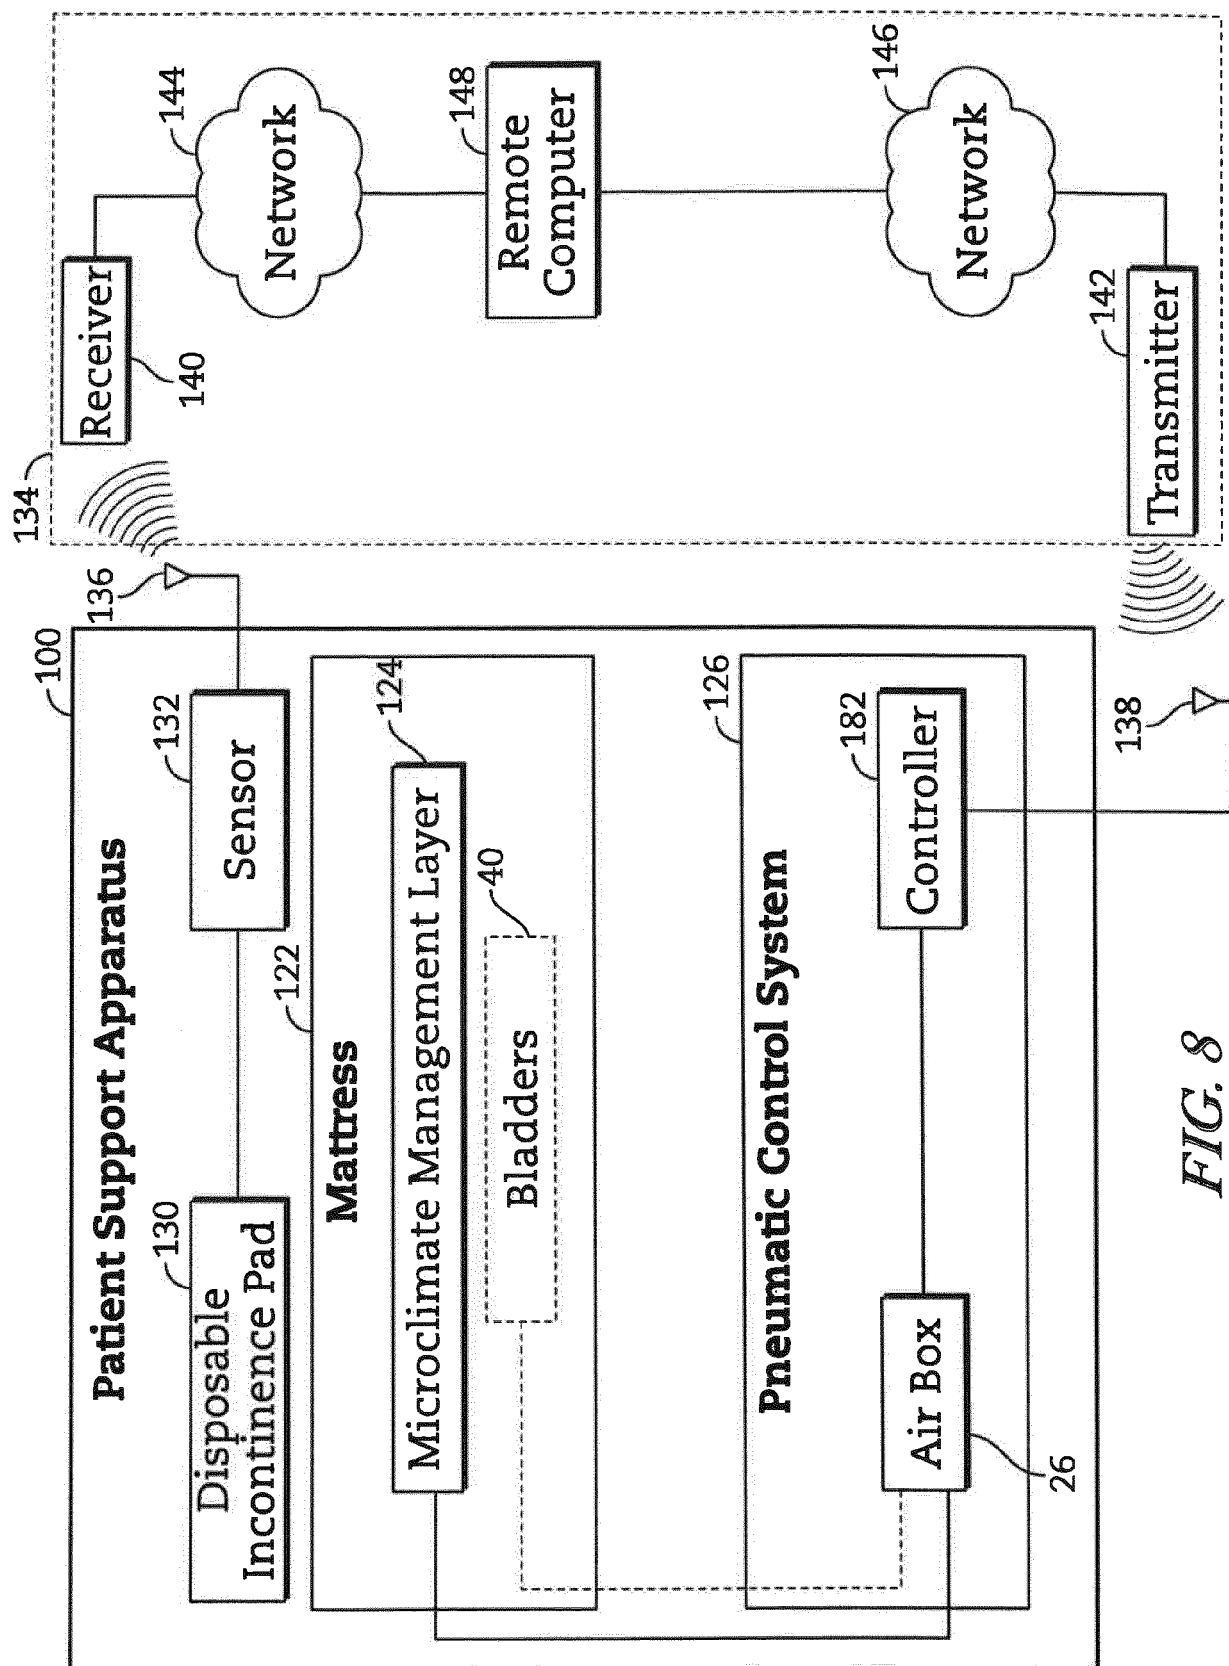 100
Patient Support Apparatus
130
Disposable
Incontinence Pad
132
Sensor
136
122
Mattress
124
Microclimate Management Layer
40
Bladders
126
Pneumatic Control System
26
Air Box
182
Controller
138
134
Receiver
140
144
Network
148
Remote
Computer
146
Network
142
Transmitter
FIG. 8